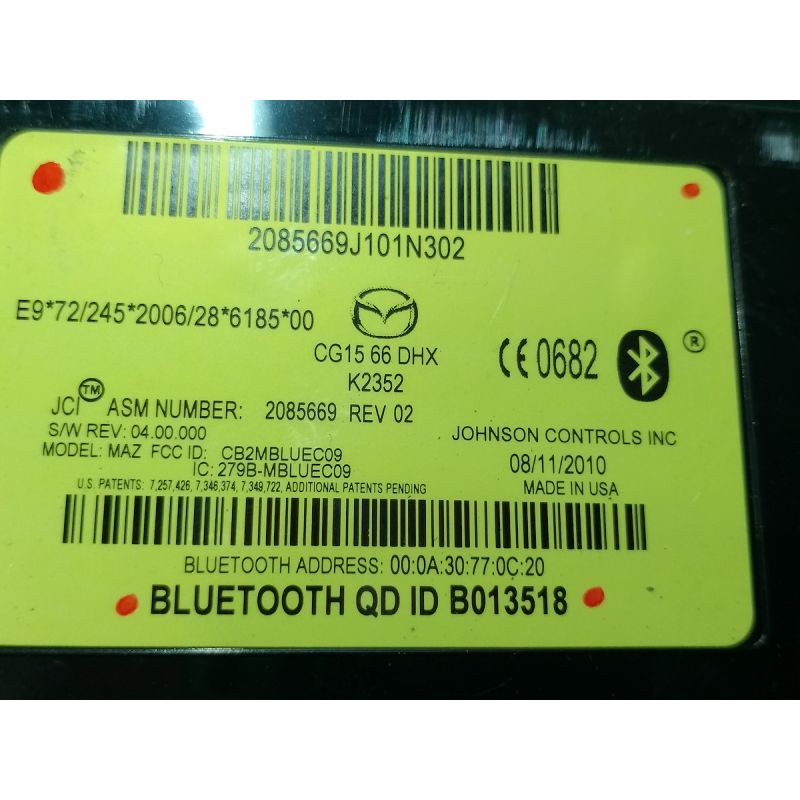 2085669J101N302
E9*72/245*2006/28*6185*00
CG15 66 DHX
K2352
CE 0682
®
JCI™ ASM NUMBER: 2085669 REV 02
S/W REV: 04.00.000
MODEL: MAZ FCC ID: CB2MBLUEC09
IC: 279B-MBLUEC09
JOHNSON CONTROLS INC
08/11/2010
MADE IN USA
U.S. PATENTS: 7,257,426, 7,346,374, 7,349,722, ADDITIONAL PATENTS PENDING
BLUETOOTH ADDRESS: 00:0A:30:77:0C:20
BLUETOOTH QD ID B013518